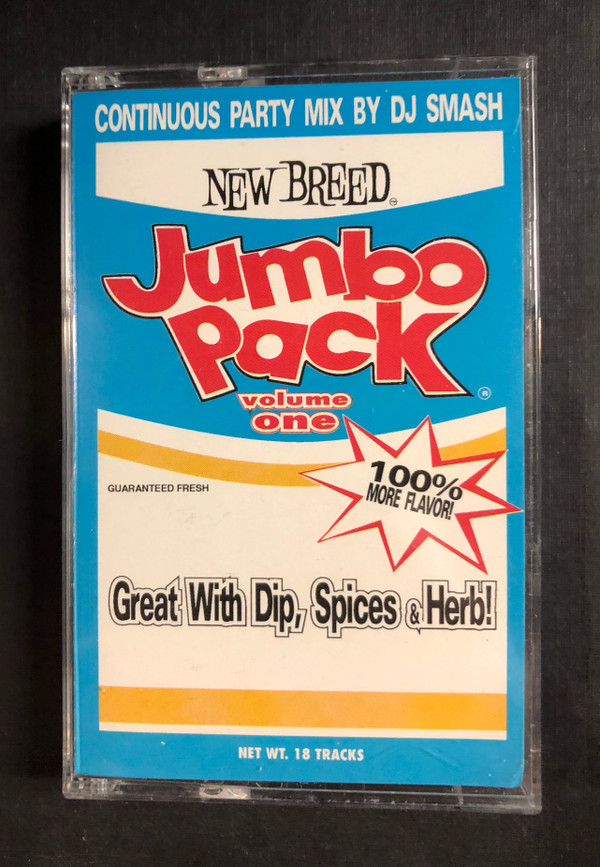 CONTINUOUS PARTY MIX BY DJ SMASH
NEW BREED
Jumbo
Pack
®
volume
one
GUARANTEED FRESH
100%
MORE FLAVOR!
Great With Dip, Spices & Herb!
NET WT. 18 TRACKS